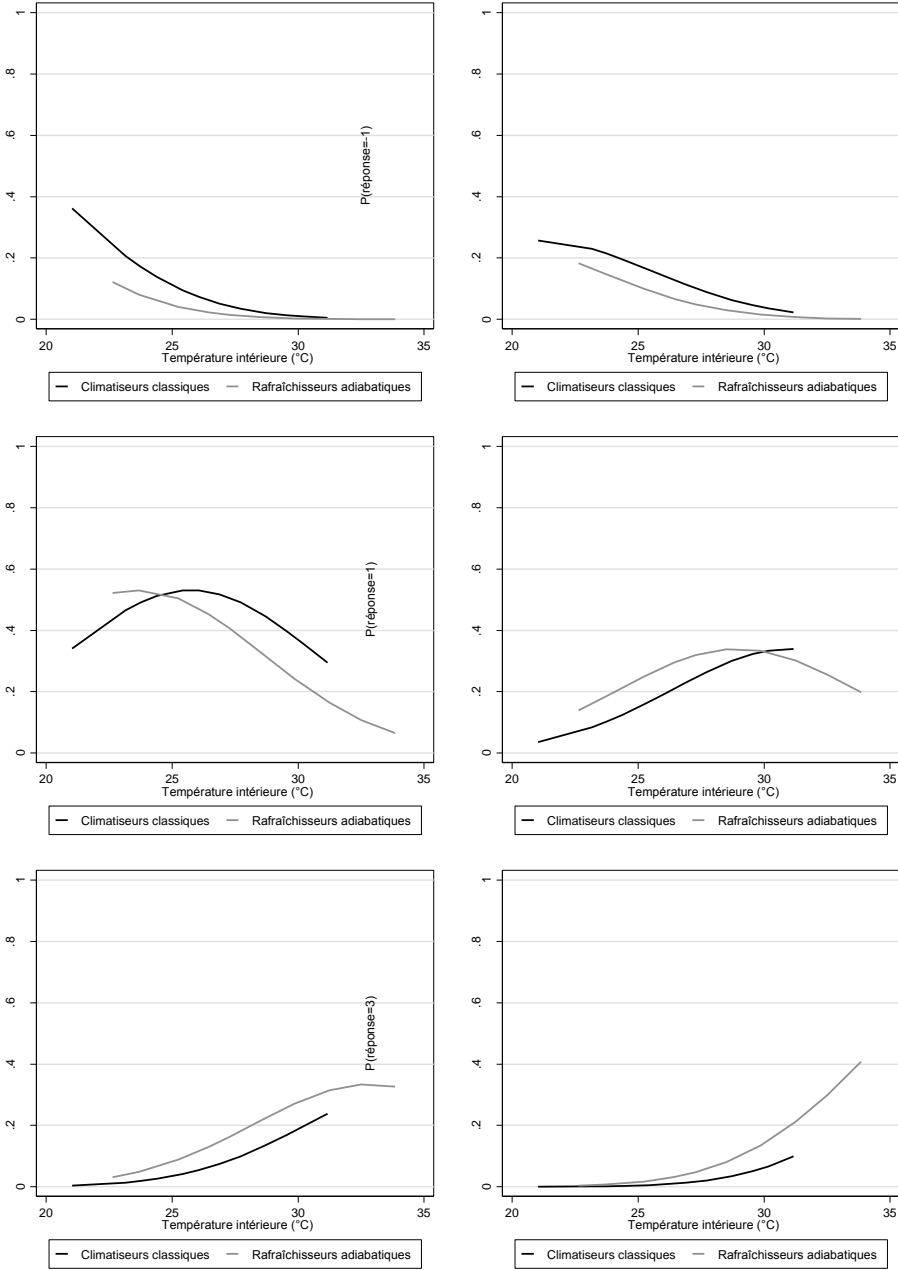 1
.8
.6
.4
.2
0
20 25 30 35
Température intérieure (°C)
Climatiseurs classiques Rafraîchisseurs adiabatiques
P(réponse=-1)
1
.8
.6
.4
.2
0
20 25 30 35
Température intérieure (°C)
Climatiseurs classiques Rafraîchisseurs adiabatiques
1
.8
.6
.4
.2
0
20 25 30 35
Température intérieure (°C)
Climatiseurs classiques Rafraîchisseurs adiabatiques
P(réponse=1)
1
.8
.6
.4
.2
0
20 25 30 35
Température intérieure (°C)
Climatiseurs classiques Rafraîchisseurs adiabatiques
1
.8
.6
.4
.2
0
20 25 30 35
Température intérieure (°C)
Climatiseurs classiques Rafraîchisseurs adiabatiques
P(réponse=3)
1
.8
.6
.4
.2
0
20 25 30 35
Température intérieure (°C)
Climatiseurs classiques Rafraîchisseurs adiabatiques